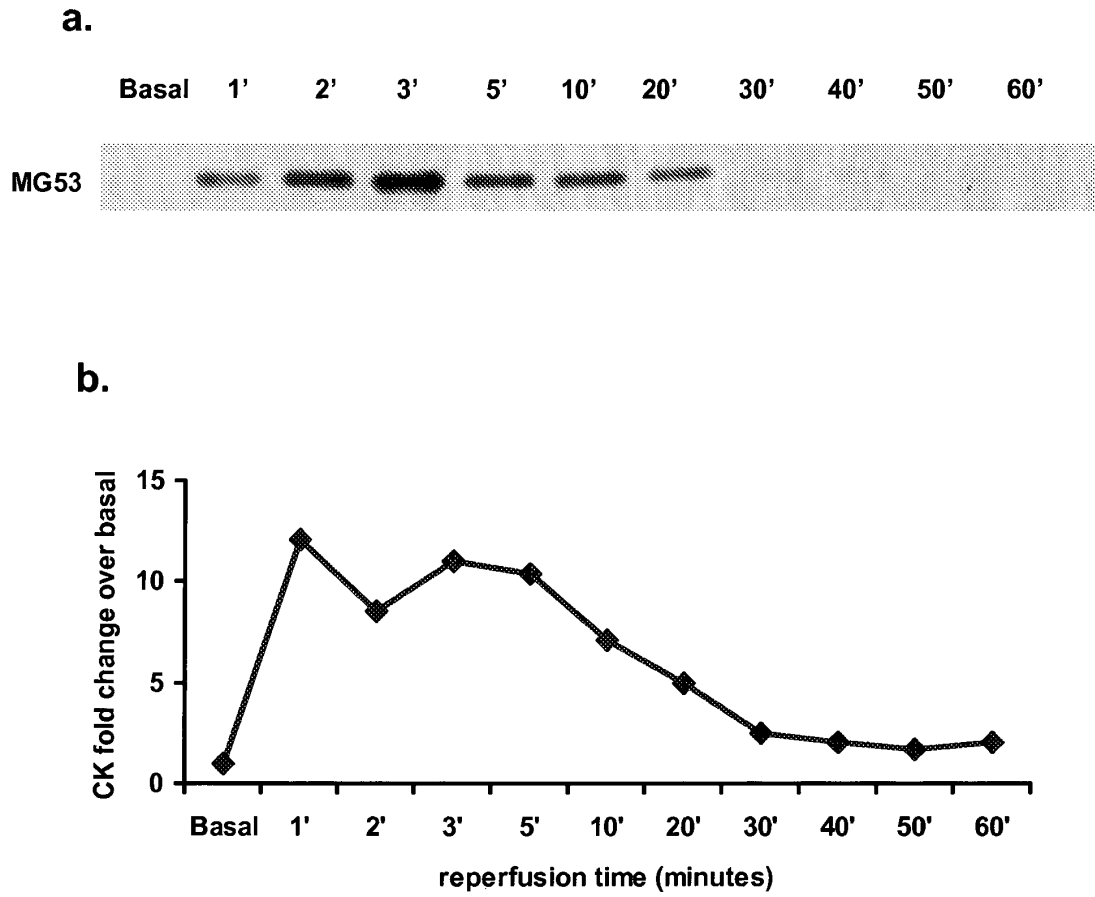 a.
Basal 1’ 2’ 3’ 5’ 10’ 20’ 30’ 40’ 50’ 60’
MG53
b.
CK fold change over basal
15
10
5
0
Basal 1' 2' 3' 5' 10' 20' 30' 40' 50' 60'
reperfusion time (minutes)